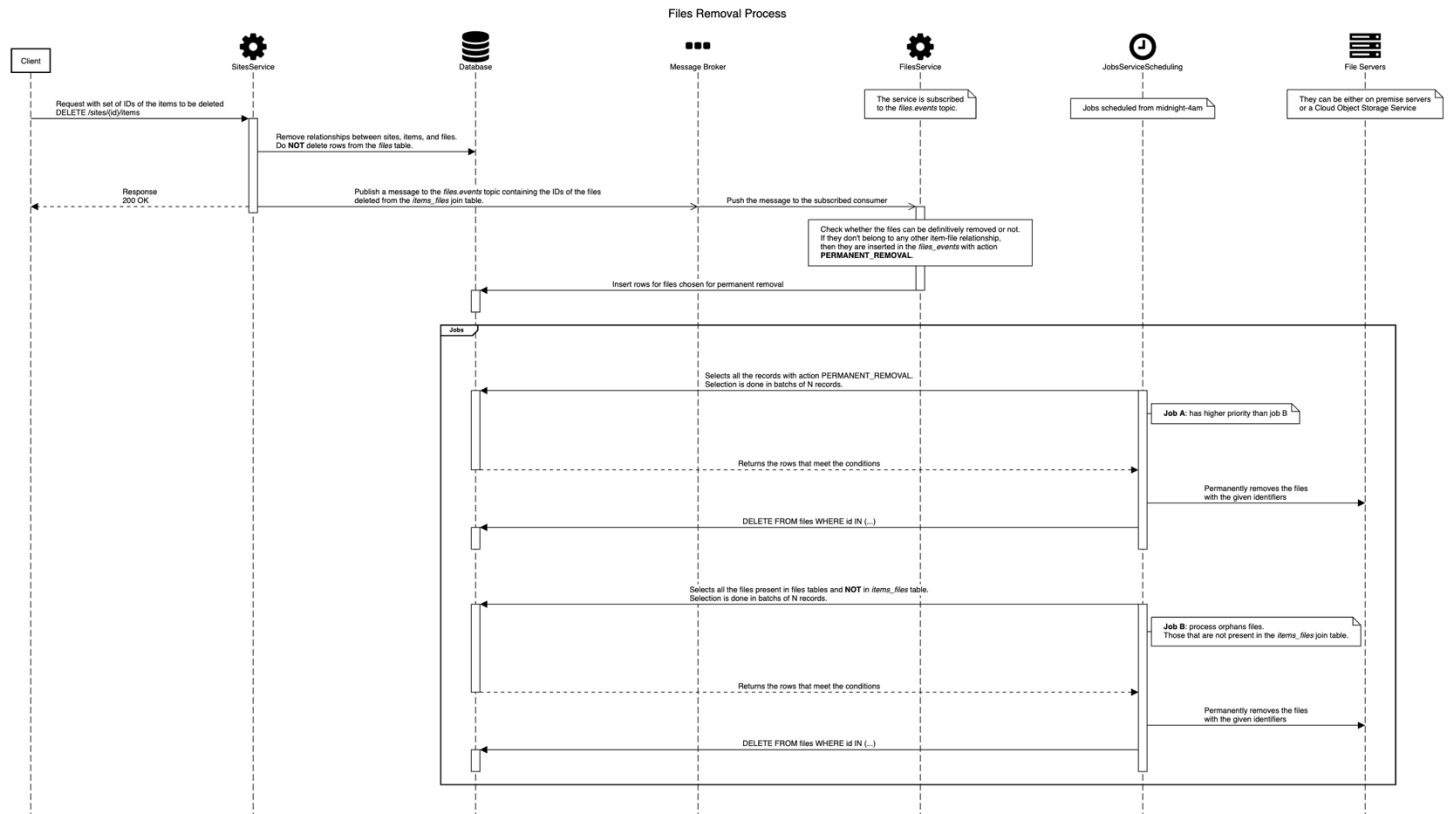 Files Removal Process
Client
SitesService
Database
Message Broker
FilesService
JobsServiceScheduling
File Servers
The service is subscribed
to the files.events topic.
Jobs scheduled from midnight-4am
They can be either on premise servers
or a Cloud Object Storage Service
Request with set of IDs of the items to be deleted
DELETE /sites/{id}/items
Remove relationships between sites, items, and files.
Do NOT delete rows from the files table.
Response
200 OK
Publish a message to the files.events topic containing the IDs of the files
deleted from the items_files join table.
Push the message to the subscribed consumer
Check whether the files can be definitively removed or not.
If they don't belong to any other item-file relationship,
then they are inserted in the files_events with action
PERMANENT_REMOVAL.
Insert rows for files chosen for permanent removal
Jobs
Selects all the records with action PERMANENT_REMOVAL.
Selection is done in batchs of N records.
Job A: has higher priority than job B
Returns the rows that meet the conditions
Permanently removes the files
with the given identifiers
DELETE FROM files WHERE id IN (...)
Selects all the files present in files tables and NOT in items_files table.
Selection is done in batchs of N records.
Job B: process orphans files.
Those that are not present in the items_files join table.
Returns the rows that meet the conditions
Permanently removes the files
with the given identifiers
DELETE FROM files WHERE id IN (...)